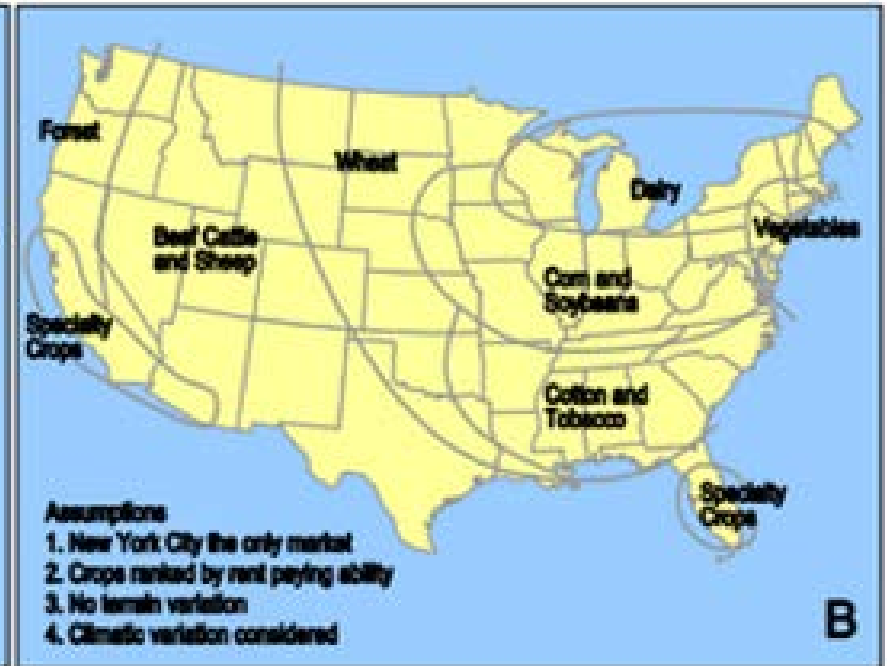 Forest
Wheat
Dairy
Beef Cattle
and Sheep
Vegetables
Corn and
Soybeans
Specialty
Crops
Cotton and
Tobacco
Specialty
Crops
Assumptions
1. New York City the only market
2. Crops ranked by rent paying ability
3. No terrain variation
4. Climatic variation considered
B